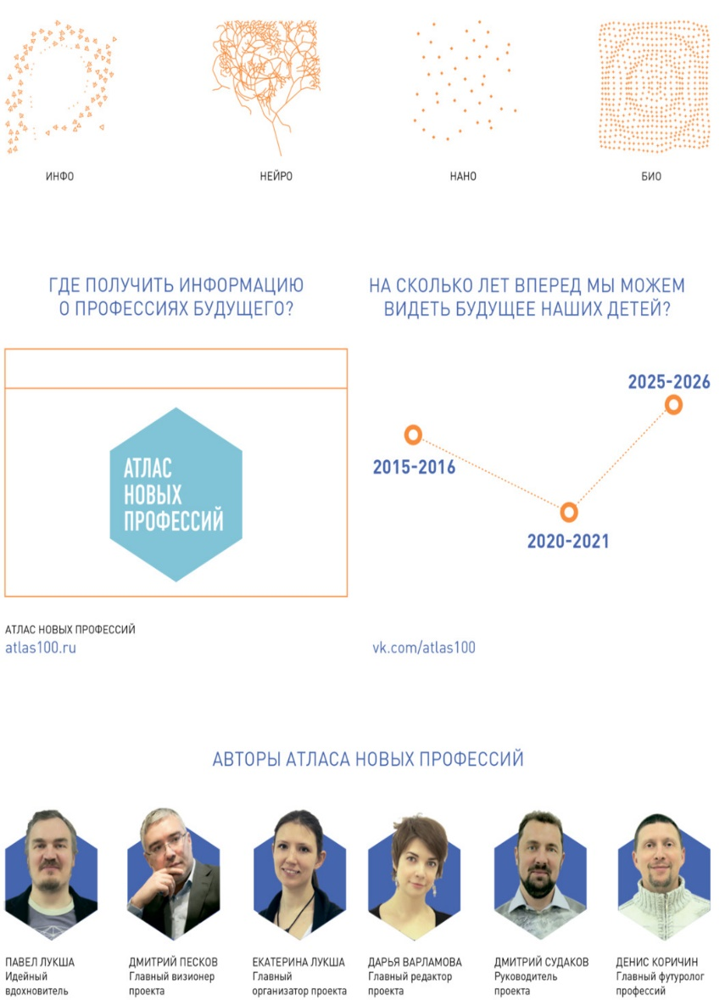 ИНФО
НЕЙРО
НАНО
БИО
ГДЕ ПОЛУЧИТЬ ИНФОРМАЦИЮ
О ПРОФЕССИЯХ БУДУЩЕГО?
НА СКОЛЬКО ЛЕТ ВПЕРЕД МЫ МОЖЕМ
ВИДЕТЬ БУДУЩЕЕ НАШИХ ДЕТЕЙ?
АТЛАС
НОВЫХ
ПРОФЕССИЙ
2015-2016
2020-2021
2025-2026
АТЛАС НОВЫХ ПРОФЕССИЙ
atlas100.ru
vk.com/atlas100
АВТОРЫ АТЛАСА НОВЫХ ПРОФЕССИЙ
ПАВЕЛ ЛУКША
Идейный
вдохновитель
ДМИТРИЙ ПЕСКОВ
Главный визионер
проекта
ЕКАТЕРИНА ЛУКША
Главный
организатор проекта
ДАРЬЯ ВАРЛАМОВА
Главный редактор
проекта
ДМИТРИЙ СУДАКОВ
Руководитель
проекта
ДЕНИС КОРИЧИН
Главный футуролог
профессий